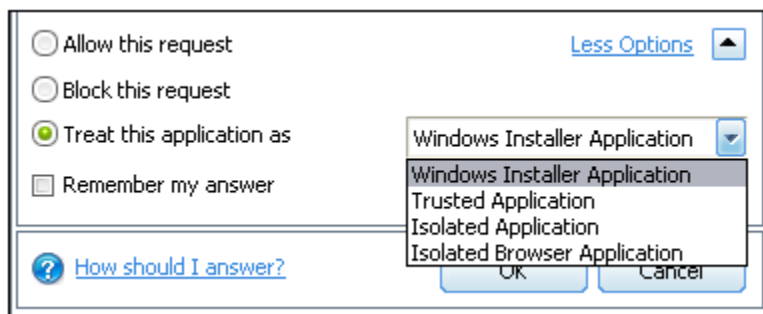 Allow this request
Less Options
Block this request
Treat this application as
Windows Installer Application
Windows Installer Application
Trusted Application
Remember my answer
Isolated Application
Isolated Browser Application
How should I answer?
OK
Cancel